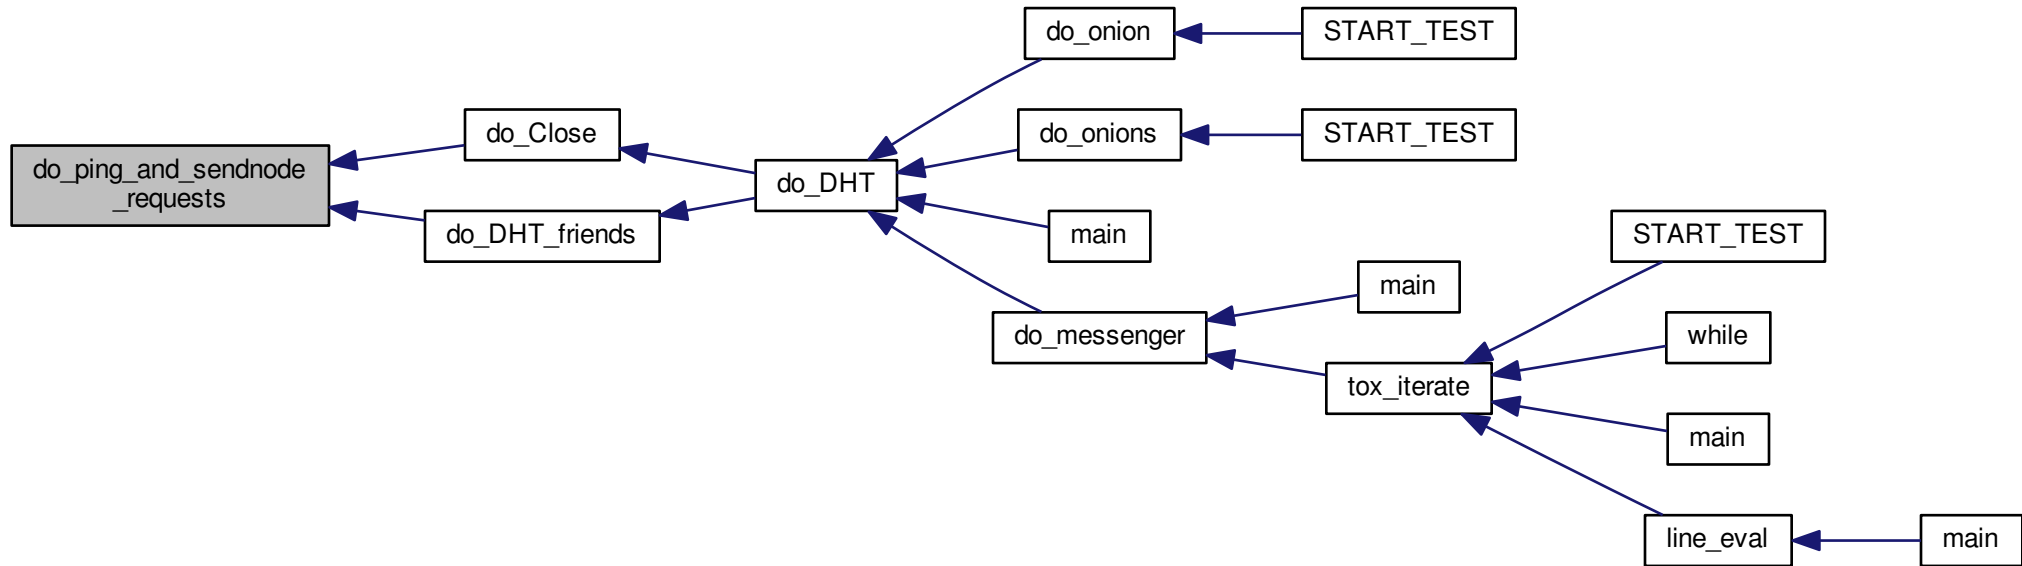 do_ping_and_sendnode
_requests
do_Close
do_DHT_friends
do_DHT
do_onion
do_onions
main
do_messenger
START_TEST
START_TEST
main
tox_iterate
START_TEST
while
main
line_eval
main